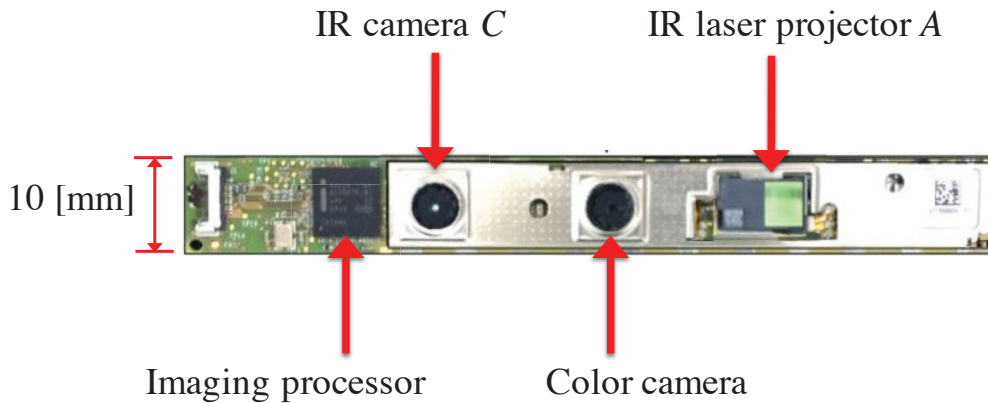 IR camera C
IR laser projector A
10 [mm]
Imaging processor
Color camera